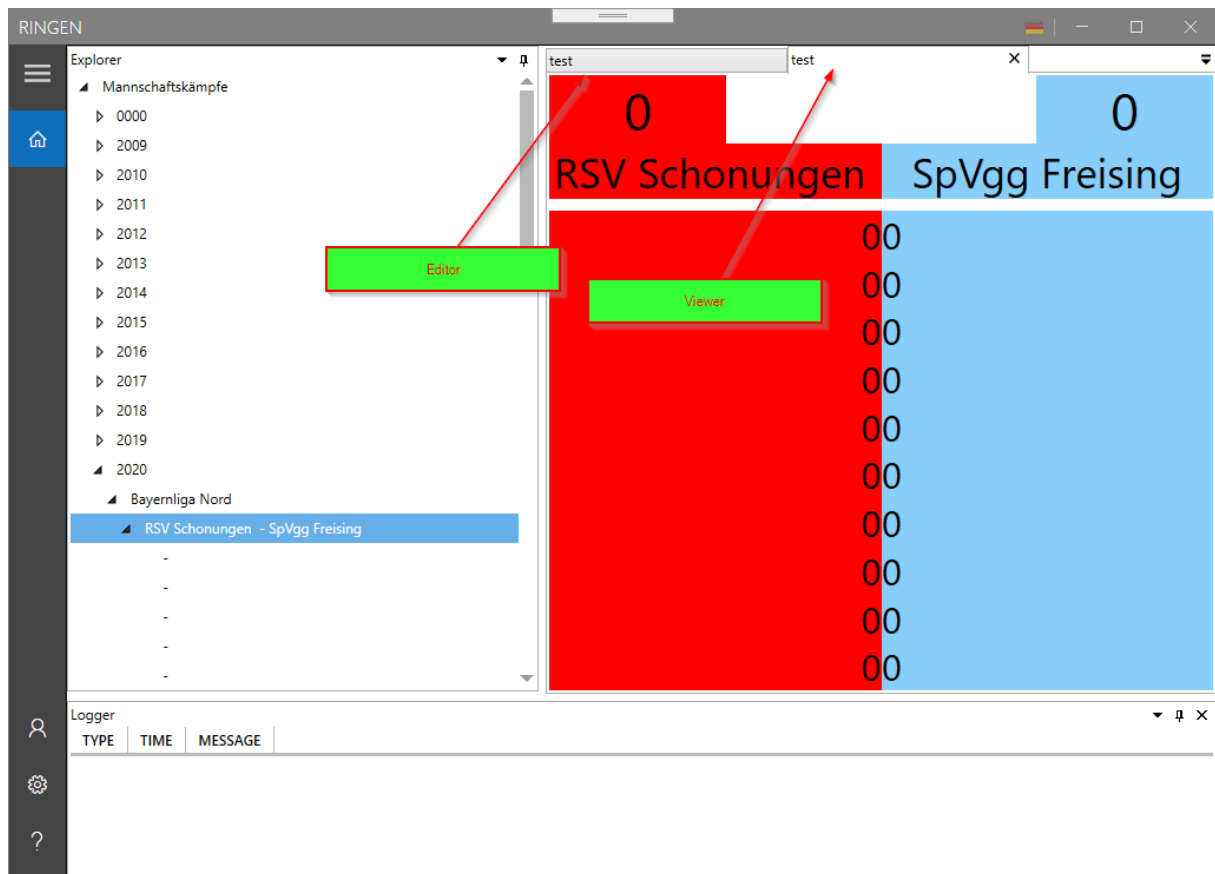 RINGEN
Explorer
Mannschaftskämpfe
0000
2009
2010
2011
2012
2013
2014
2015
2016
2017
2018
2019
2020
Bayernliga Nord
RSV Schonungen - SpVgg Freising
-
-
-
-
-
test test
0 0
RSV Schonungen SpVgg Freising
00
00
00
00
00
00
00
00
00
00
Editor
Viewer
Logger
TYPE TIME MESSAGE
?